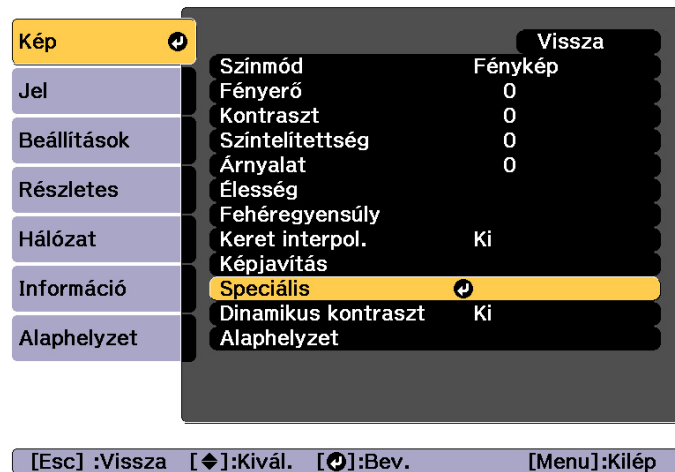 Kép
Jel
Beállítások
Részletes
Hálózat
Információ
Alaphelyzet
Vissza
Színmód Fénykép
Fényerő 0
Kontraszt 0
Színtelítettség 0
Árnyalat 0
Élesség
Fehéregyensúly
Keret interpol. Ki
Képjavítás
Speciális
Dinamikus kontraszt Ki
Alaphelyzet
[Esc] :Vissza [◆]:Kivál. [↵]:Bev. [Menu]:Kilép